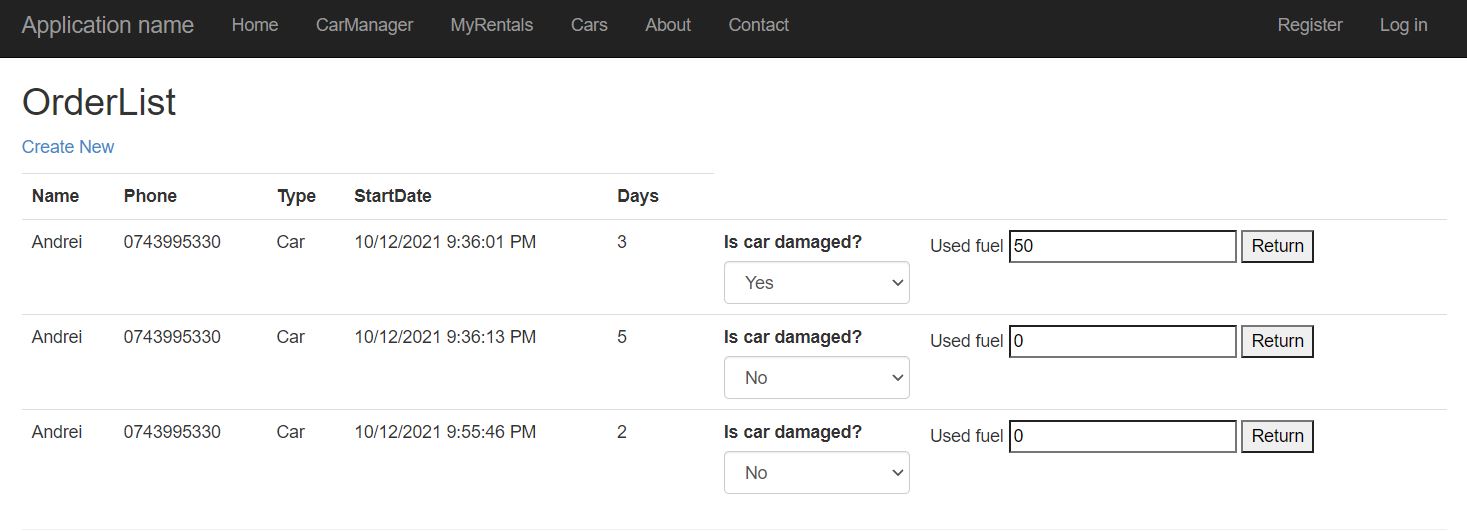 Application name Home CarManager MyRentals Cars About Contact Register Log in
OrderList
Create New
Name Phone Type StartDate Days
Andrei 0743995330 Car 10/12/2021 9:36:01 PM 3 Is car damaged? Used fuel 50 Return
Yes
Andrei 0743995330 Car 10/12/2021 9:36:13 PM 5 Is car damaged? Used fuel 0 Return
No
Andrei 0743995330 Car 10/12/2021 9:55:46 PM 2 Is car damaged? Used fuel 0 Return
No